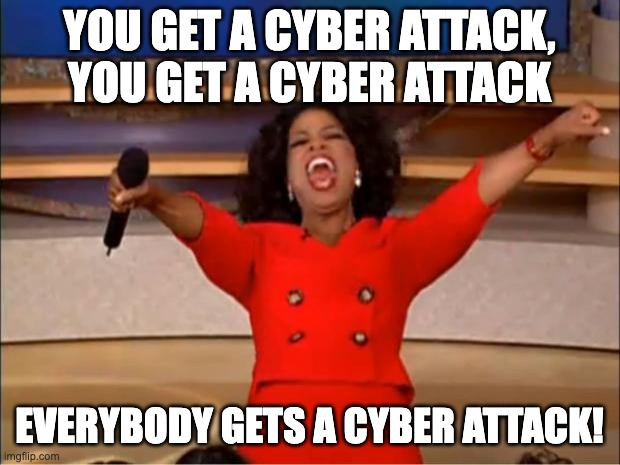 YOU GET A CYBER ATTACK,
YOU GET A CYBER ATTACK
EVERYBODY GETS A CYBER ATTACK!
imgflip.com